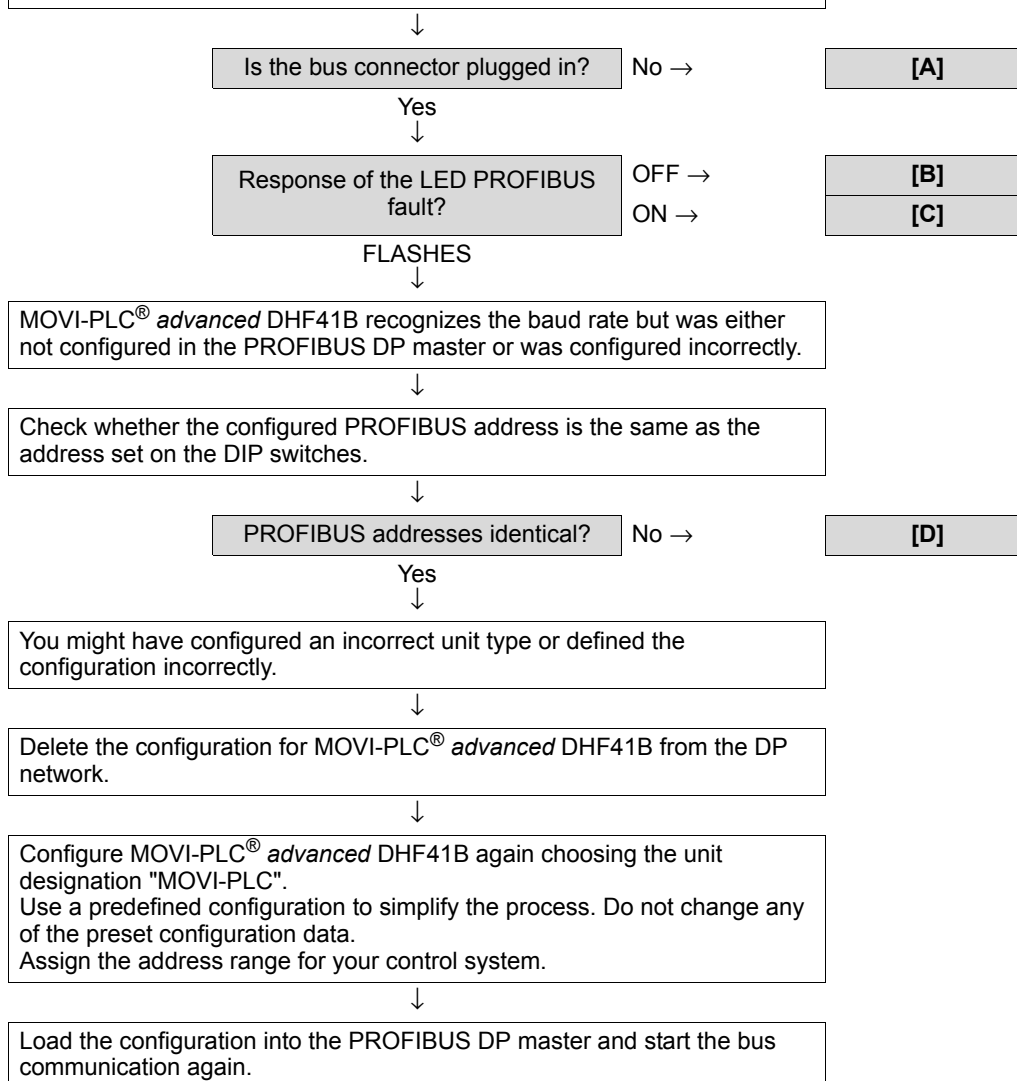 ↓
Is the bus connector plugged in? No → [A]
Yes
↓
Response of the LED PROFIBUS fault? OFF → [B]
ON → [C]
FLASHES
↓
MOVI-PLC® advanced DHF41B recognizes the baud rate but was either
not configured in the PROFIBUS DP master or was configured incorrectly.
↓
Check whether the configured PROFIBUS address is the same as the
address set on the DIP switches.
↓
PROFIBUS addresses identical? No → [D]
Yes
↓
You might have configured an incorrect unit type or defined the
configuration incorrectly.
↓
Delete the configuration for MOVI-PLC® advanced DHF41B from the DP
network.
↓
Configure MOVI-PLC® advanced DHF41B again choosing the unit
designation "MOVI-PLC".
Use a predefined configuration to simplify the process. Do not change any
of the preset configuration data.
Assign the address range for your control system.
↓
Load the configuration into the PROFIBUS DP master and start the bus
communication again.